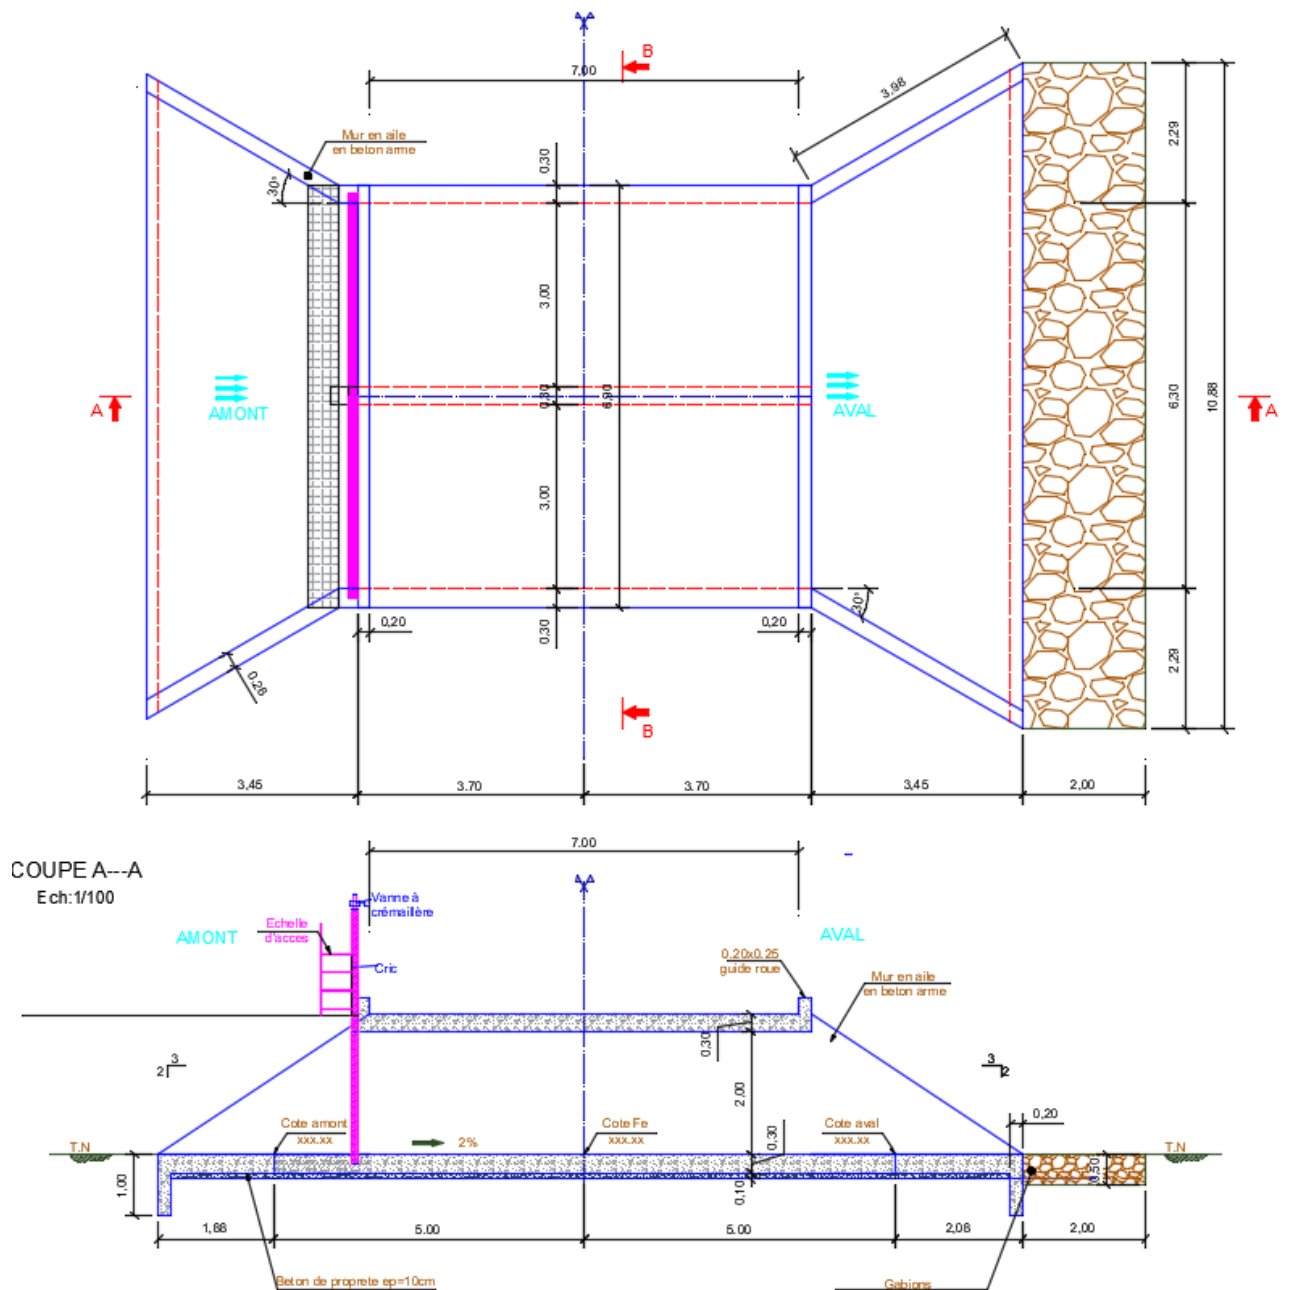 B
7,00
3,98
Mur en aile
en beton arme
0,30
2,29
30°
3,00
A
AMONT
0,30
6,90
AVAL
6,30
10,88
A
3,00
30°
0,20
0,30
0,20
2,29
0,26
B
3,45
3.70
3.70
3,45
2,00
7.00
COUPE A---A
Ech:1/100
Vanne à
crémaillère
Echelle
d'acces
AMONT
AVAL
0.20x0.25
guide roue
Cric
Mur en aile
en beton arme
0,30
3
2
3
2
2,00
Cote amont
xxx.xx
2%
Cote Fe
xxx.xx
0,30
Cote aval
xxx.xx
0,20
T.N
T.N
1,00
0,10
0,50
1,88
5.00
5.00
2,08
2,00
Beton de proprete ep=10cm
Gabions